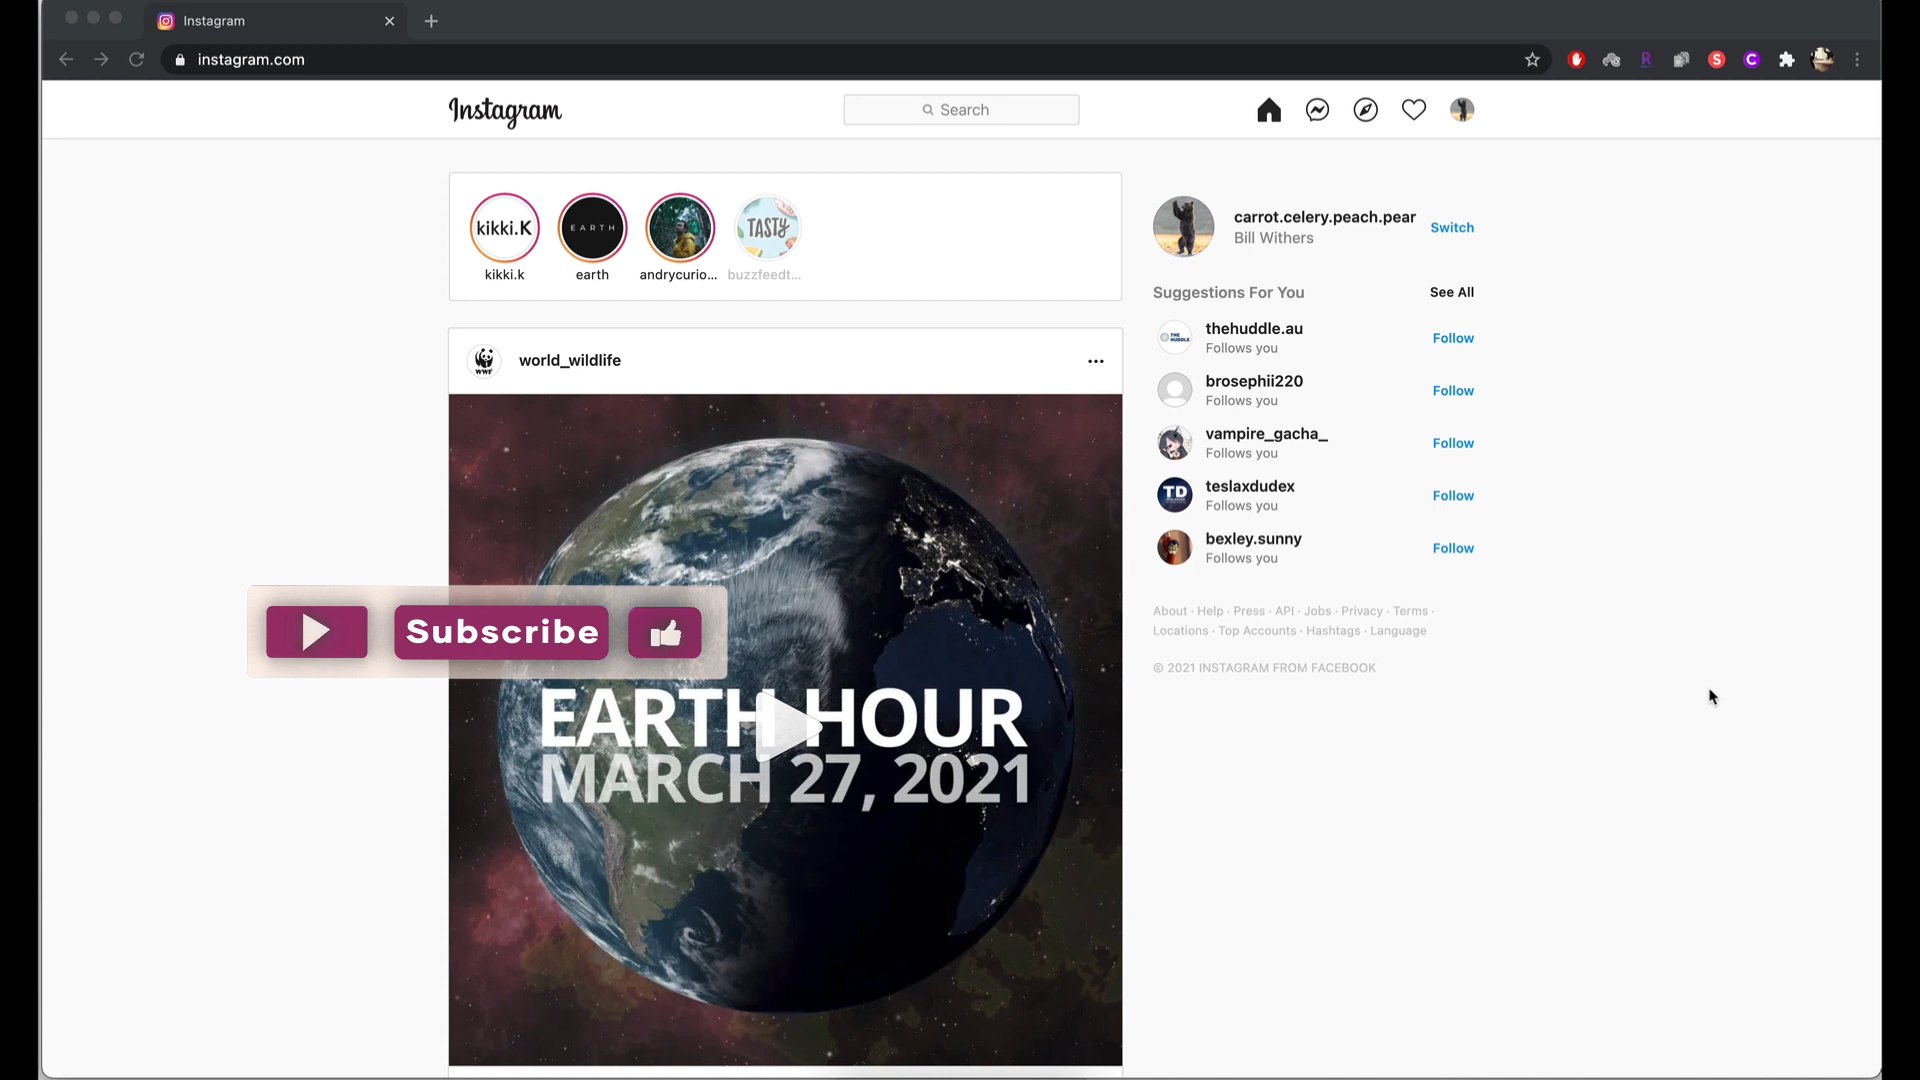 Instagram
instagram.com
Instagram
Search
kikki.K
EARTH
TASTY
kikki.k
earth
andrycurio...
buzzfeedt...
carrot.celery.peach.pear
Bill Withers
Switch
Suggestions For You
See All
THE HUDDLE
thehuddle.au
Follows you
Follow
brosephii220
Follows you
Follow
vampire_gacha_
Follows you
Follow
TD
teslaxdudex
Follows you
Follow
bexley.sunny
Follows you
Follow
About · Help · Press · API · Jobs · Privacy · Terms ·
Locations · Top Accounts · Hashtags · Language
© 2021 INSTAGRAM FROM FACEBOOK
WWF
world_wildlife
Subscribe
EARTH HOUR
MARCH 27, 2021